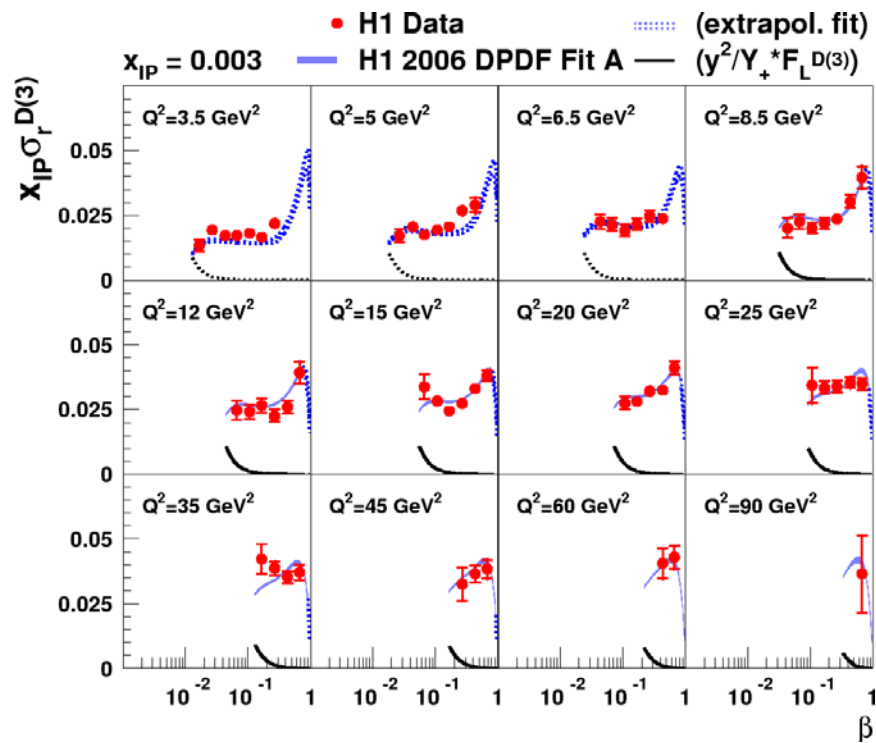 H1 Data (extrapol. fit)
x_IP = 0.003 H1 2006 DPDF Fit A (y²/Y₊*F_L^D(3))
x_IP σ_r^D(3)
Q²=3.5 GeV² Q²=5 GeV² Q²=6.5 GeV² Q²=8.5 GeV²
0.05
0.025
0
Q²=12 GeV² Q²=15 GeV² Q²=20 GeV² Q²=25 GeV²
0.05
0.025
0
Q²=35 GeV² Q²=45 GeV² Q²=60 GeV² Q²=90 GeV²
0.05
0.025
0
10⁻² 10⁻¹ 1 10⁻² 10⁻¹ 1 10⁻² 10⁻¹ 1 10⁻² 10⁻¹ 1
β